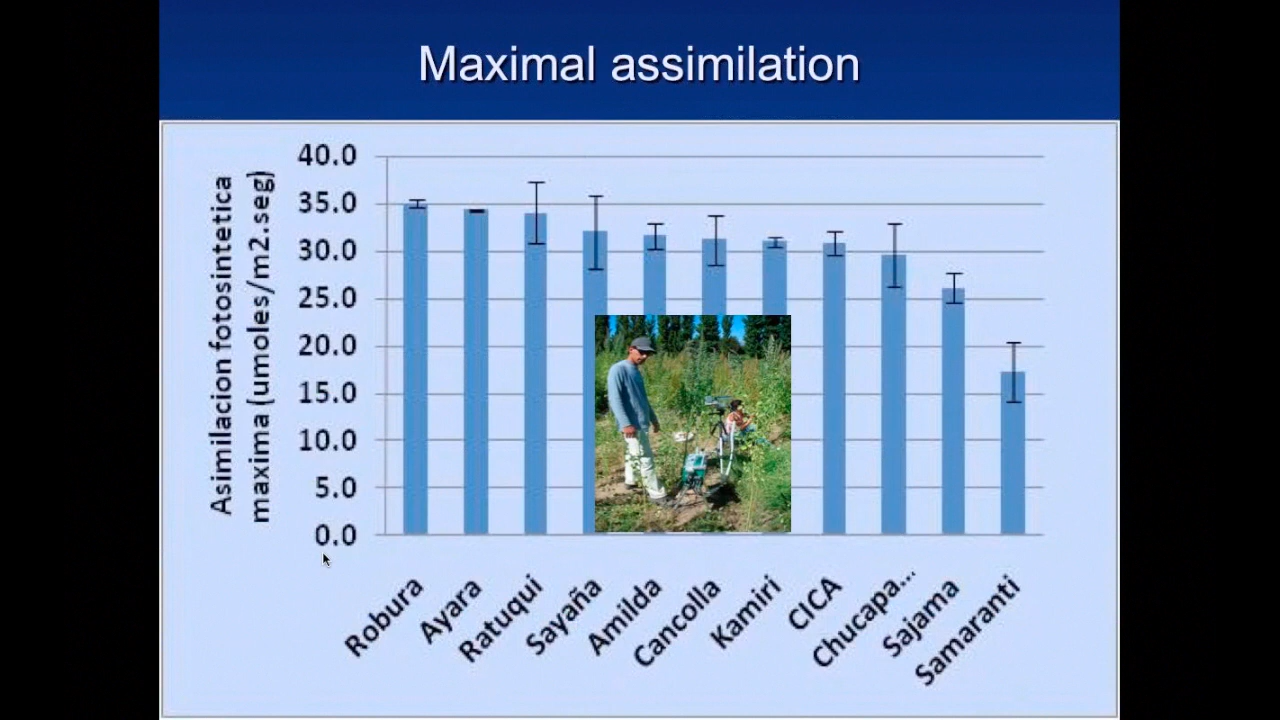 Maximal assimilation
Asimilacion fotosintetica
maxima (umoles/m2.seg)
40.0
35.0
30.0
25.0
20.0
15.0
10.0
5.0
0.0
Robura
Ayara
Ratuqui
Sayaña
Amilda
Cancolla
Kamiri
CICA
Chucapa...
Sajama
Samaranti